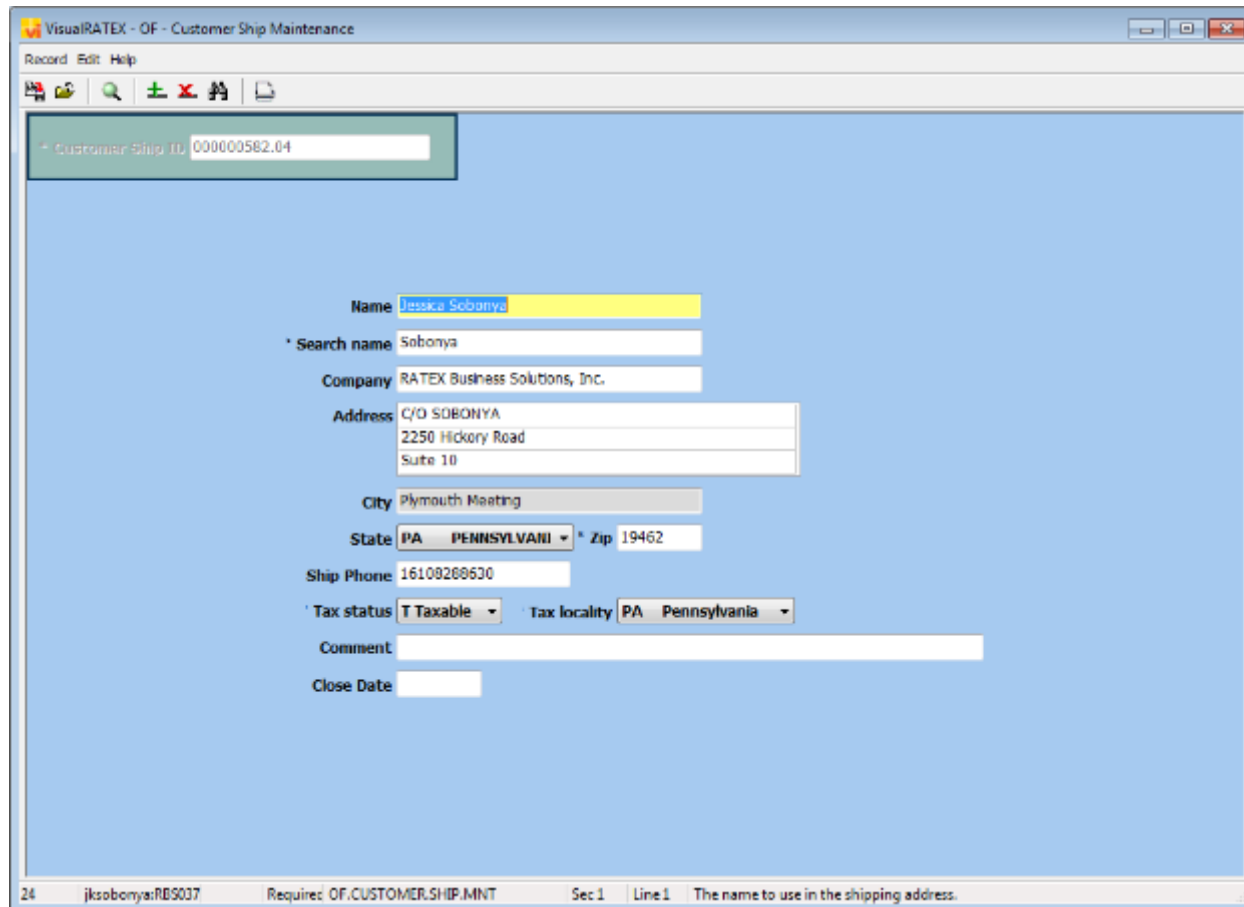 VisualRATEX - OF - Customer Ship Maintenance
Record Edit Help
* Customer Ship ID 000000582.04
Name Jessica Sobonya
* Search name Sobonya
Company RATEX Business Solutions, Inc.
Address C/O SOBONYA
2250 Hickory Road
Suite 10
City Plymouth Meeting
State PA PENNSYLVANI * Zip 19462
Ship Phone 16108288630
* Tax status T Taxable * Tax locality PA Pennsylvania
Comment
Close Date
24 jksobonya:RBS037 Required OF.CUSTOMER.SHIP.MNT Sec 1 Line 1 The name to use in the shipping address.